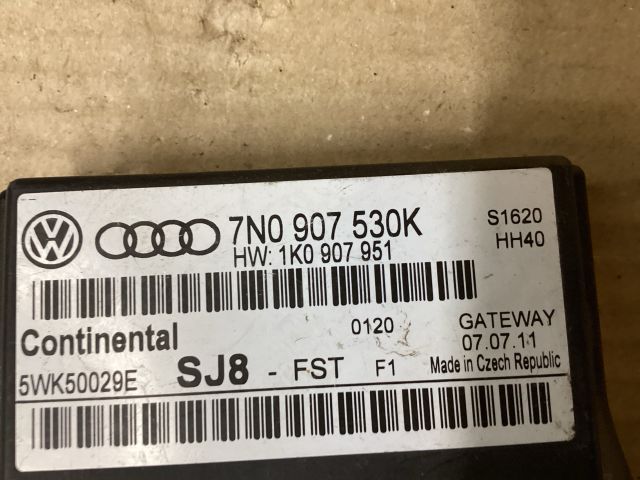 7N0 907 530K S1620
HW: 1K0 907 951 HH40
Continental 0120 GATEWAY
07.07.11
5WK50029E SJ8 - FST F1 Made in Czech Republic